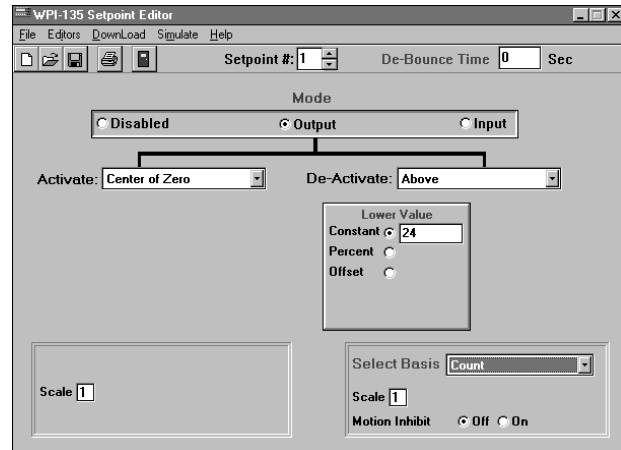 WPI-135 Setpoint Editor
File Editors DownLoad Simulate Help
Setpoint #: 1 De-Bounce Time 0 Sec
Mode
Disabled Output Input
Activate: Center of Zero De-Activate: Above
Lower Value
Constant 24
Percent
Offset
Select Basis Count
Scale 1
Scale 1
Motion Inhibit Off On